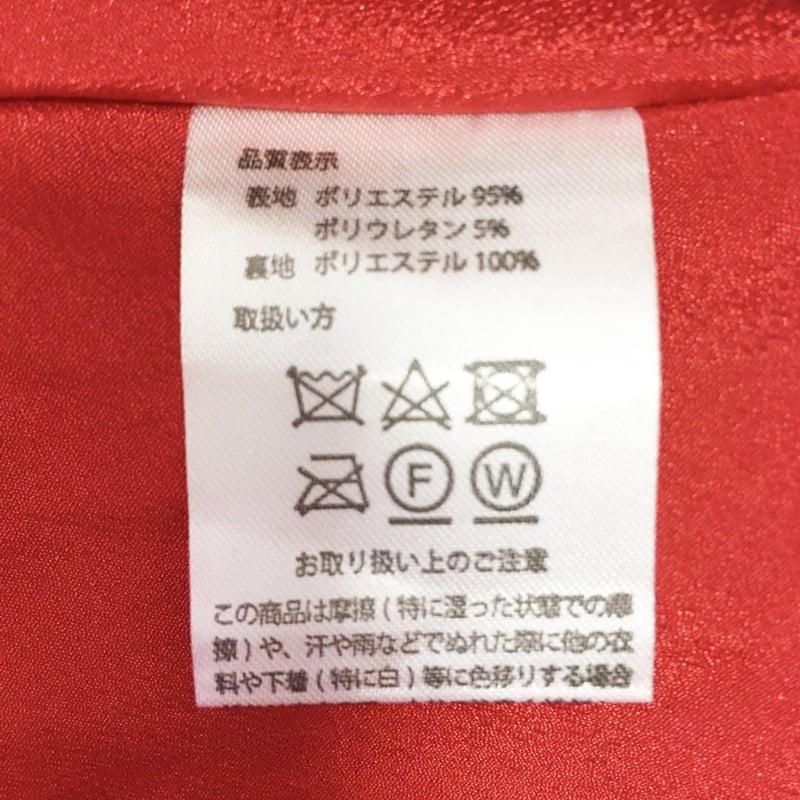 品質表示
表地 ポリエステル 95%
ポリウレタン 5%
裏地 ポリエステル 100%
取扱い方
F W
お取り扱い上のご注意
この商品は摩擦(特に湿った状態での摩
擦)や、汗や雨などでぬれた際に他の衣
料や下着(特に白)等に色移りする場合